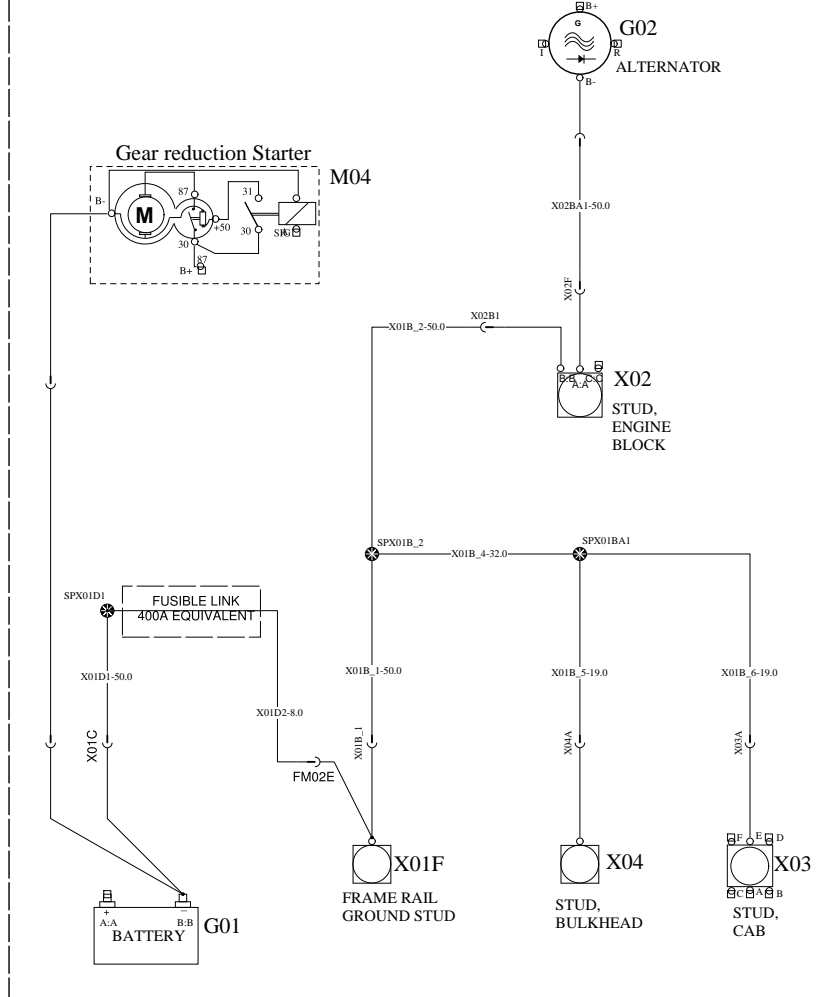 B+
G
G02
I
R
ALTERNATOR
B-
Gear reduction Starter
M04
87
31
B-
M
+50
X02BA1-50.0
30
30
87
B+
X02F
X02B1
X01B_2-50.0
B:B
C:C
A:A
X02
STUD,
ENGINE
BLOCK
SPX01B_2
X01B_4-32.0
SPX01BA1
SPX01D1
FUSIBLE LINK
400A EQUIVALENT
X01D1-50.0
X01B_1-50.0
X01B_5-19.0
X01B_6-19.0
X01D2-8.0
X01C
X01B_1
X04A
X03A
FM02E
F
E
D
X01F
X04
X03
C
A
B
FRAME RAIL
GROUND STUD
STUD,
BULKHEAD
STUD,
CAB
+
−
A:A
B:B
BATTERY
G01